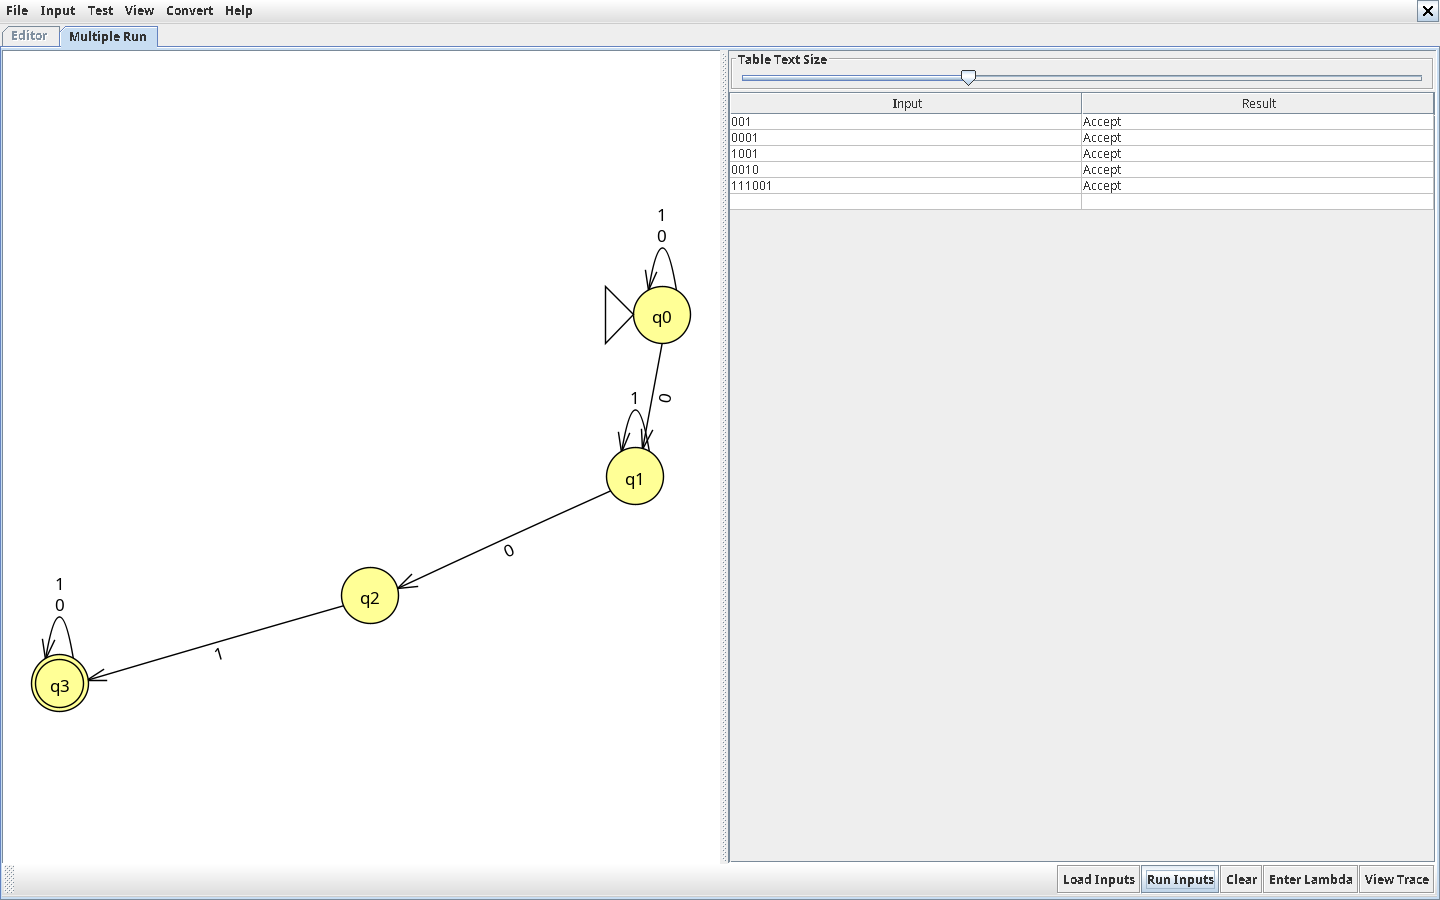 File Input Test View Convert Help
Editor Multiple Run
Table Text Size
Input Result
001 Accept
0001 Accept
1001 Accept
0010 Accept
111001 Accept
1
0
q0
0
1
q1
0
q2
1
1
0
q3
Load Inputs Run Inputs Clear Enter Lambda View Trace